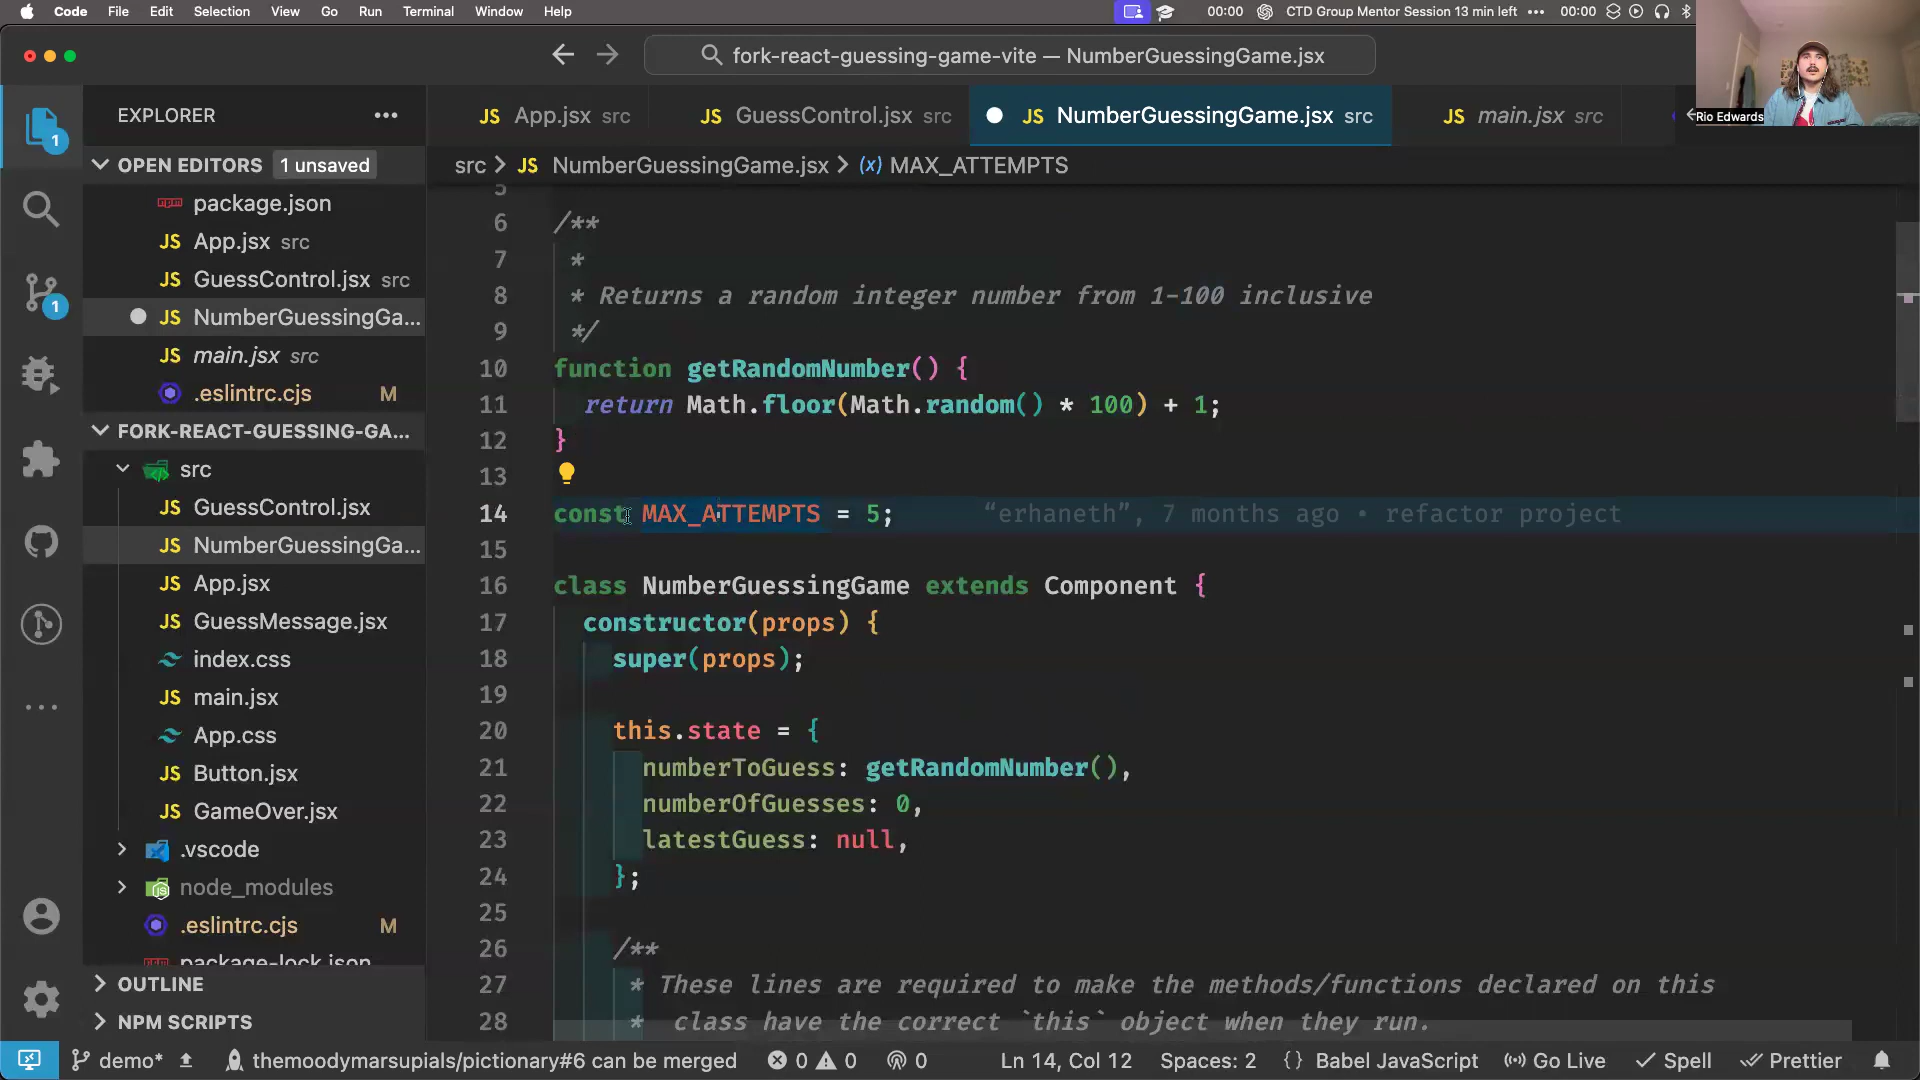 Code File Edit Selection View Go Run Terminal Window Help 00:00 CTD Group Mentor Session 13 min left ••• 00:00
fork-react-guessing-game-vite — NumberGuessingGame.jsx
EXPLORER
App.jsx src GuessControl.jsx src NumberGuessingGame.jsx src main.jsx src
Rio Edwards
OPEN EDITORS 1 unsaved
src > JS NumberGuessingGame.jsx > MAX_ATTEMPTS
package.json
JS App.jsx src
JS GuessControl.jsx src
JS NumberGuessingGa...
JS main.jsx src
.eslintrc.cjs M
FORK-REACT-GUESSING-GA...
src
JS GuessControl.jsx
JS NumberGuessingGa...
JS App.jsx
JS GuessMessage.jsx
index.css
JS main.jsx
App.css
JS Button.jsx
JS GameOver.jsx
.vscode
node_modules
.eslintrc.cjs M
package-lock.json
OUTLINE
NPM SCRIPTS
5
6 /**
7 *
8 * Returns a random integer number from 1-100 inclusive
9 */
10 function getRandomNumber() {
11 return Math.floor(Math.random() * 100) + 1;
12 }
13
14 const MAX_ATTEMPTS = 5; "erhaneth", 7 months ago • refactor project
15
16 class NumberGuessingGame extends Component {
17 constructor(props) {
18 super(props);
19
20 this.state = {
21 numberToGuess: getRandomNumber(),
22 numberOfGuesses: 0,
23 latestGuess: null,
24 };
25
26 /**
27 * These lines are required to make the methods/functions declared on this
28 * class have the correct `this` object when they run.
demo* themoodymarsupials/pictionary#6 can be merged 0 0 0 Ln 14, Col 12 Spaces: 2 {} Babel JavaScript Go Live Spell Prettier